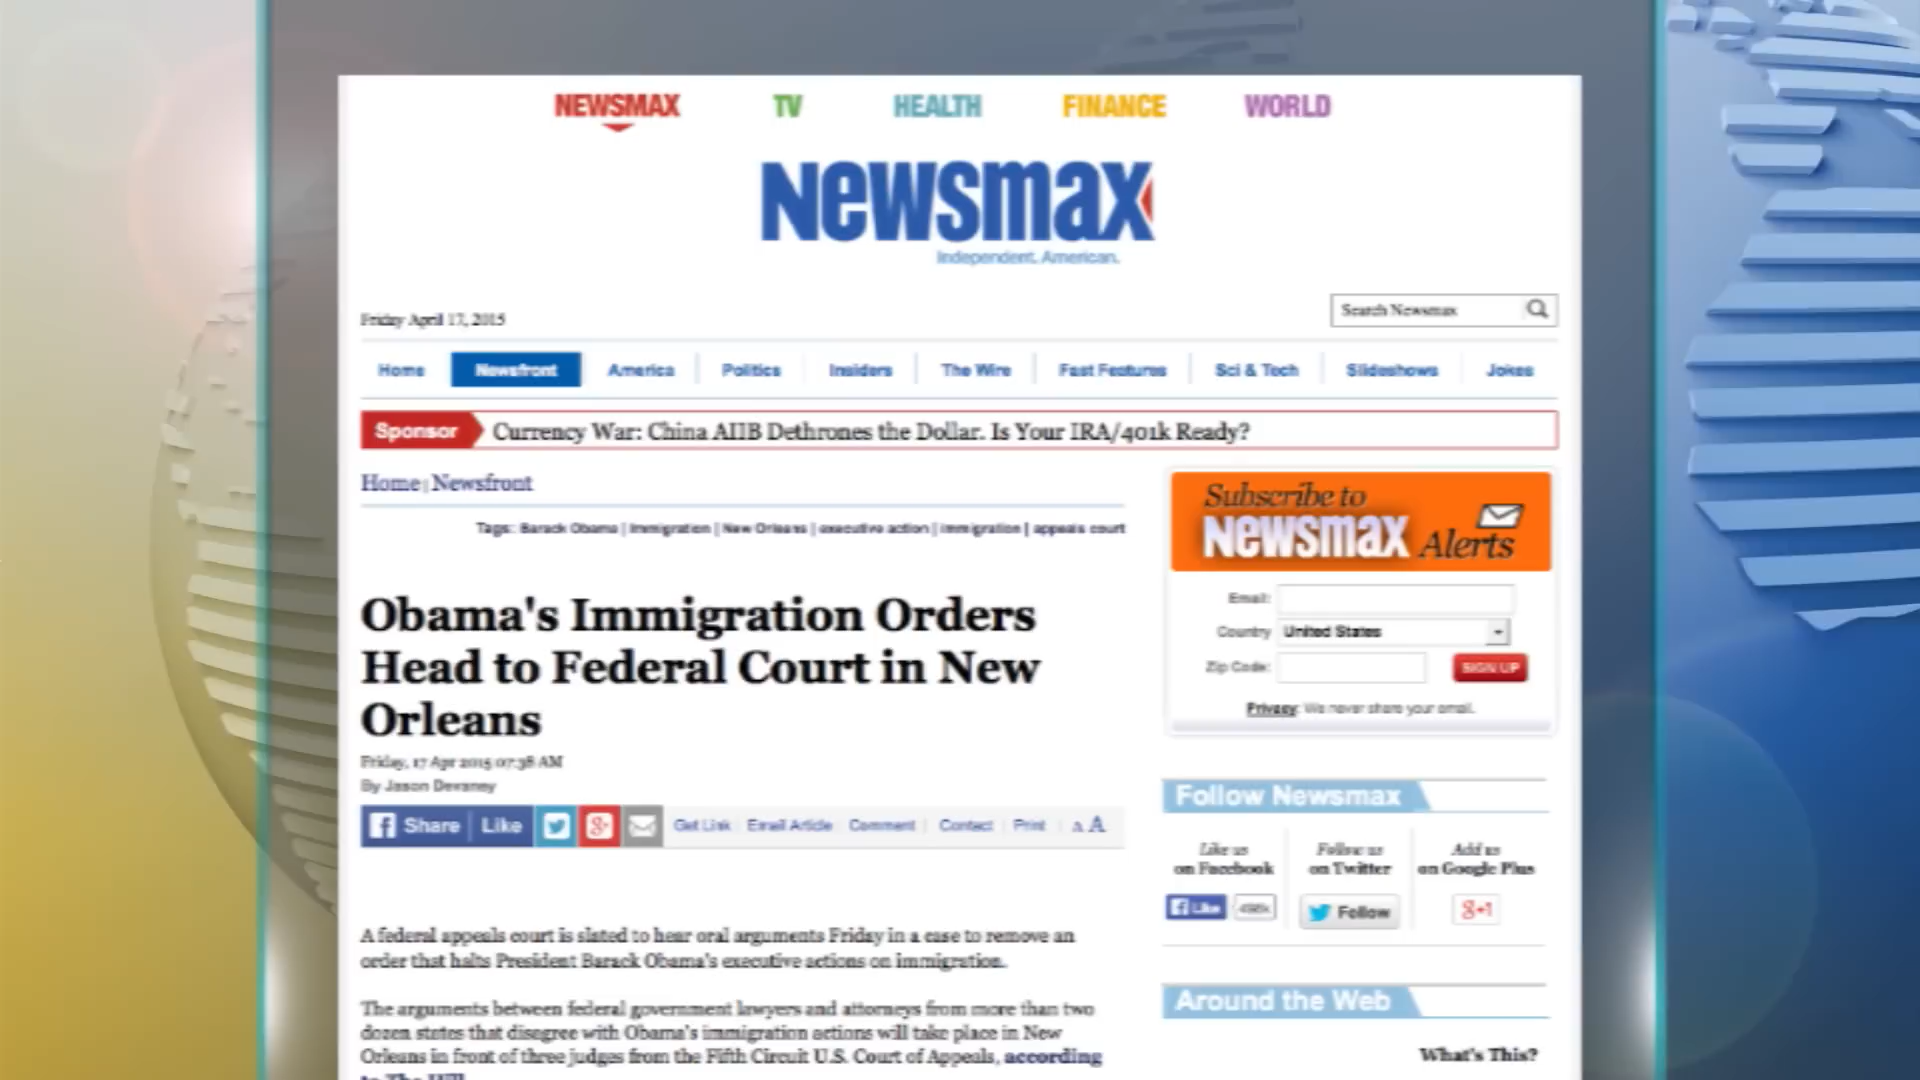 NEWSMAX TV HEALTH FINANCE WORLD
Newsmax
Independent. American.
Friday April 17, 2015
Search Newsmax
Home Newsfront America Politics Insiders The Wire Fast Features Sci & Tech Slideshows Jokes
Sponsor Currency War: China AIIB Dethrones the Dollar. Is Your IRA/401k Ready?
Home | Newsfront
Tags: Barack Obama | Immigration | New Orleans | executive action | immigration | appeals court
Obama's Immigration Orders
Head to Federal Court in New
Orleans
Friday, 17 Apr 2015 07:38 AM
By Jason Devaney
Share Like Get Link Email Article Comment Contact Print A A
A federal appeals court is slated to hear oral arguments Friday in a case to remove an
order that halts President Barack Obama's executive actions on immigration.
The arguments between federal government lawyers and attorneys from more than two
dozen states that disagree with Obama's immigration actions will take place in New
Orleans in front of three judges from the Fifth Circuit U.S. Court of Appeals, according
to The Hill
Subscribe to
Newsmax Alerts
Email:
Country United States
Zip Code: SIGN UP
Privacy: We never share your email.
Follow Newsmax
Like us
on Facebook
Like
Follow us
on Twitter
Follow
Add us
on Google Plus
g+1
Around the Web
What's This?